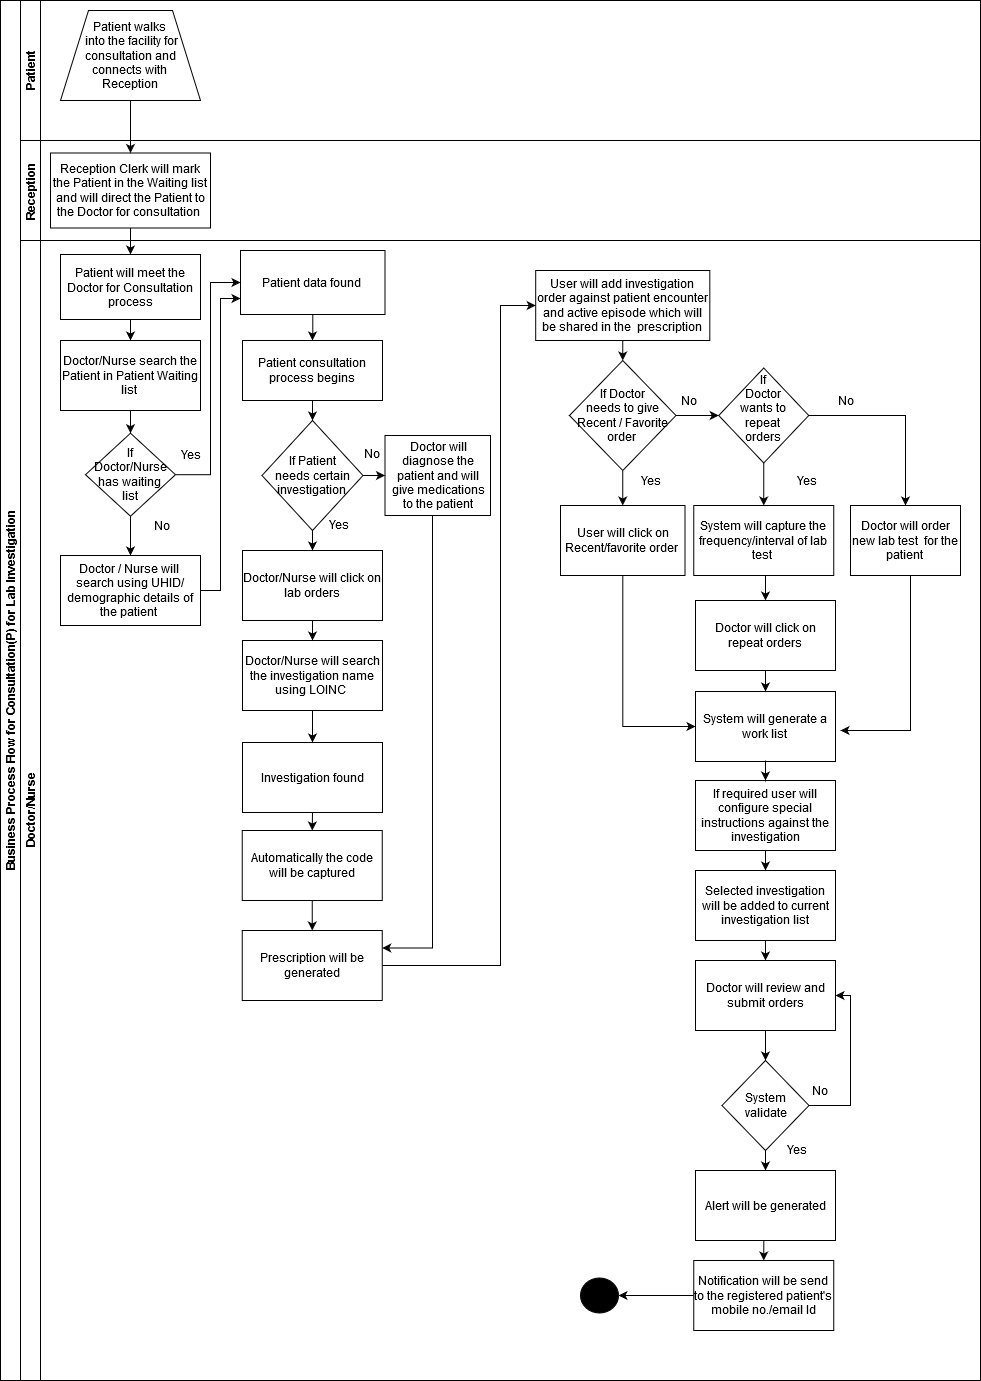 Business Process Flow for Consultation(P) for Lab Investigation
Patient
Patient walks
into the facility for
consultation and
connects with
Reception
Reception
Reception Clerk will mark
the Patient in the Waiting list
and will direct the Patient to
the Doctor for consultation
Doctor/Nurse
Patient will meet the
Doctor for Consultation
process
Doctor/Nurse search the
Patient in Patient Waiting
list
If
Doctor/Nurse
has waiting
list
Yes
No
Doctor / Nurse will
search using UHID/
demographic details of
the patient
Patient data found
Patient consultation
process begins
If Patient
needs certain
investigation
No
Yes
Doctor will
diagnose the
patient and will
give medications
to the patient
Doctor/Nurse will click on
lab orders
Doctor/Nurse will search
the investigation name
using LOINC
Investigation found
Automatically the code
will be captured
Prescription will be
generated
User will add investigation
order against patient encounter
and active episode which will
be shared in the  prescription
If Doctor
needs to give
Recent / Favorite
order
No
Yes
If
Doctor
wants to
repeat
orders
No
Yes
User will click on
Recent/favorite order
System will capture the
frequency/interval of lab
test
Doctor will order
new lab test  for the
patient
Doctor will click on
repeat orders
System will generate a
work list
If required user will
configure special
instructions against the
investigation
Selected investigation
will be added to current
investigation list
Doctor will review and
submit orders
System
validate
No
Yes
Alert will be generated
Notification will be send
to the registered patient's
mobile no./email Id